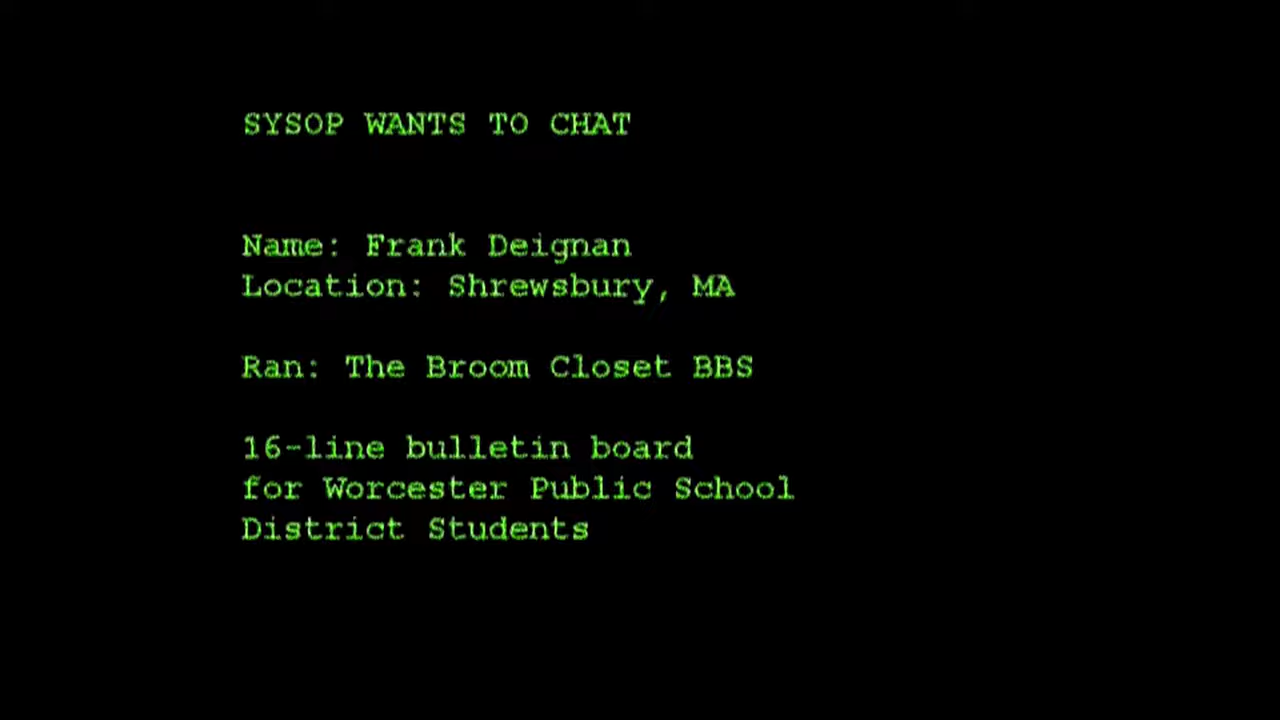 SYSOP WANTS TO CHAT
Name: Frank Deignan
Location: Shrewsbury, MA
Ran: The Broom Closet BBS
16-line bulletin board
for Worcester Public School
District Students